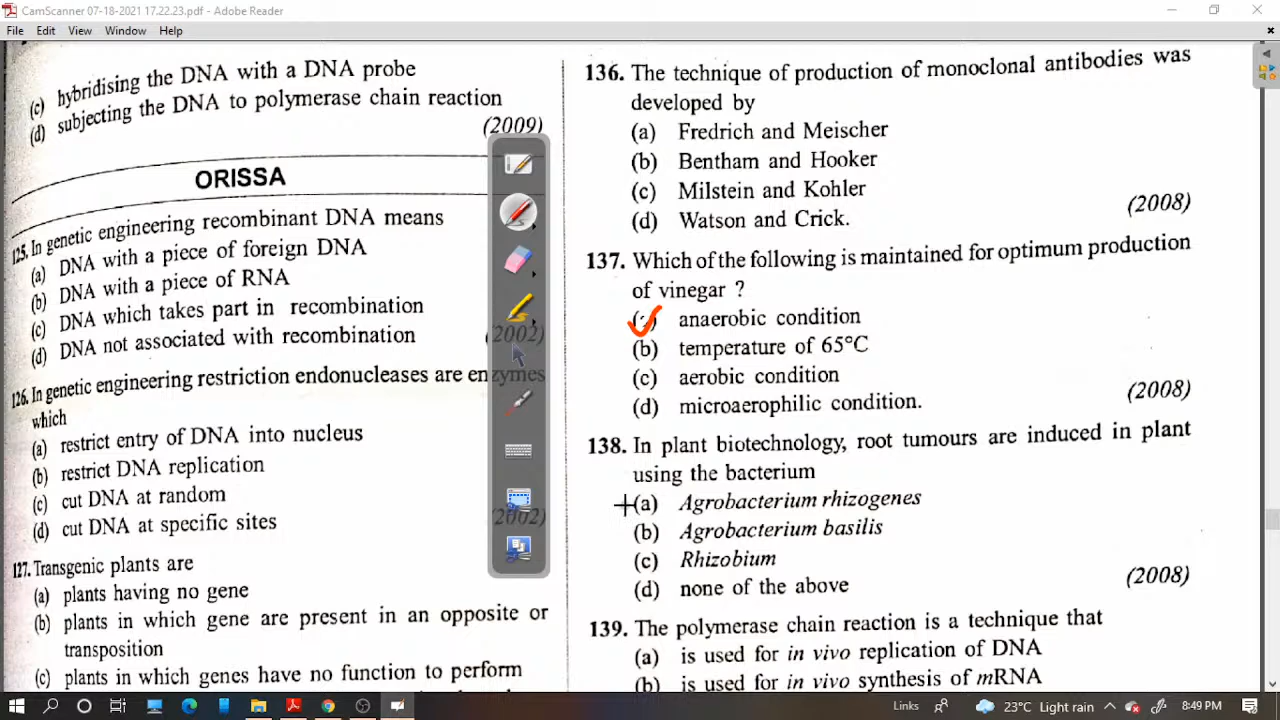 CamScanner 07-18-2021 17.22.23.pdf - Adobe Reader
File Edit View Window Help
(c) hybridising the DNA with a DNA probe
(d) subjecting the DNA to polymerase chain reaction
(2009)
ORISSA
125. In genetic engineering recombinant DNA means
(a) DNA with a piece of foreign DNA
(b) DNA with a piece of RNA
(c) DNA which takes part in recombination
(d) DNA not associated with recombination
(2002)
126. In genetic engineering restriction endonucleases are enzymes
which
(a) restrict entry of DNA into nucleus
(b) restrict DNA replication
(c) cut DNA at random
(d) cut DNA at specific sites
(2002)
127. Transgenic plants are
(a) plants having no gene
(b) plants in which gene are present in an opposite or
transposition
(c) plants in which genes have no function to perform
136. The technique of production of monoclonal antibodies was
developed by
(a) Fredrich and Meischer
(b) Bentham and Hooker
(c) Milstein and Kohler
(d) Watson and Crick.
(2008)
137. Which of the following is maintained for optimum production
of vinegar ?
(a) anaerobic condition
(b) temperature of 65°C
(c) aerobic condition
(d) microaerophilic condition.
(2008)
138. In plant biotechnology, root tumours are induced in plant
using the bacterium
(a) Agrobacterium rhizogenes
(b) Agrobacterium basilis
(c) Rhizobium
(d) none of the above
(2008)
139. The polymerase chain reaction is a technique that
(a) is used for in vivo replication of DNA
(b) is used for in vivo synthesis of mRNA
Links 23°C Light rain 8:49 PM